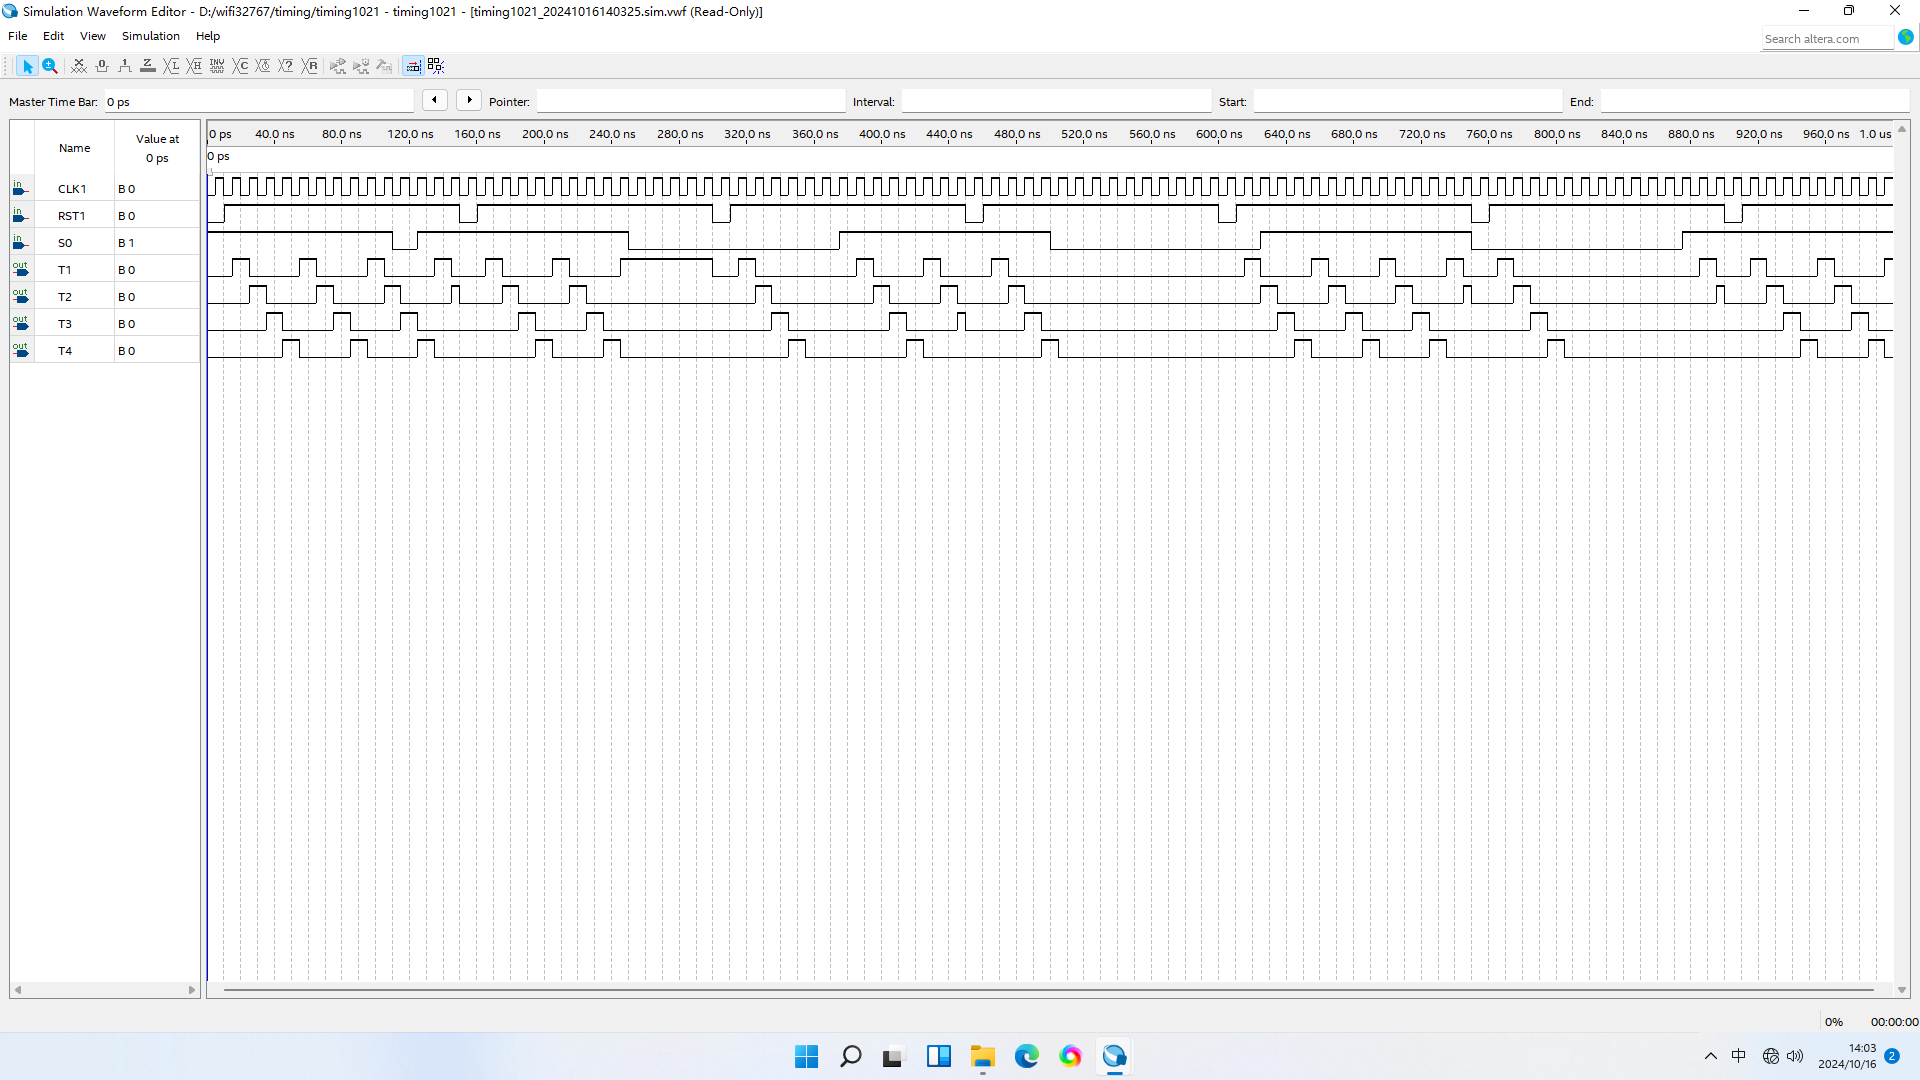 Simulation Waveform Editor - D:/wifi32767/timing/timing1021 - timing1021 - [timing1021_20241016140325.sim.vwf (Read-Only)]
File Edit View Simulation Help
Search altera.com
Master Time Bar: 0 ps Pointer: Interval: Start: End:
Name Value at 0 ps
0 ps 40.0 ns 80.0 ns 120.0 ns 160.0 ns 200.0 ns 240.0 ns 280.0 ns 320.0 ns 360.0 ns 400.0 ns 440.0 ns 480.0 ns 520.0 ns 560.0 ns 600.0 ns 640.0 ns 680.0 ns 720.0 ns 760.0 ns 800.0 ns 840.0 ns 880.0 ns 920.0 ns 960.0 ns 1.0 us
0 ps
in CLK1 B 0
in RST1 B 0
in S0 B 1
out T1 B 0
out T2 B 0
out T3 B 0
out T4 B 0
0% 00:00:00
中
14:03
2024/10/16
2